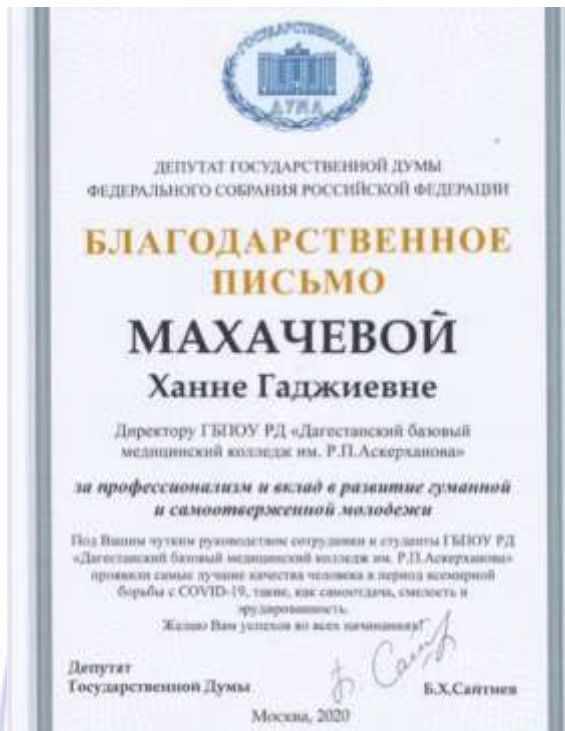 ГОСУДАРСТВЕННАЯ
ДУМА
ДЕПУТАТ ГОСУДАРСТВЕННОЙ ДУМЫ
ФЕДЕРАЛЬНОГО СОБРАНИЯ РОССИЙСКОЙ ФЕДЕРАЦИИ
БЛАГОДАРСТВЕННОЕ
ПИСЬМО
МАХАЧЕВОЙ
Ханне Гаджиевне
Директору ГБПОУ РД «Дагестанский базовый
медицинский колледж им. Р.П.Аскерханова»
за профессионализм и вклад в развитие гуманной
и самоотверженной молодежи
Под Вашим чутким руководством сотрудники и студенты ГБПОУ РД
«Дагестанский базовый медицинский колледж им. Р.П.Аскерханова»
проявили самые лучшие качества человека в период всемирной
борьбы с COVID-19, такие, как самоотдача, смелость и
эрудированность.
Желаю Вам успехов во всех начинаниях!
Депутат
Государственной Думы
Б.Х.Сайтиев
Москва, 2020